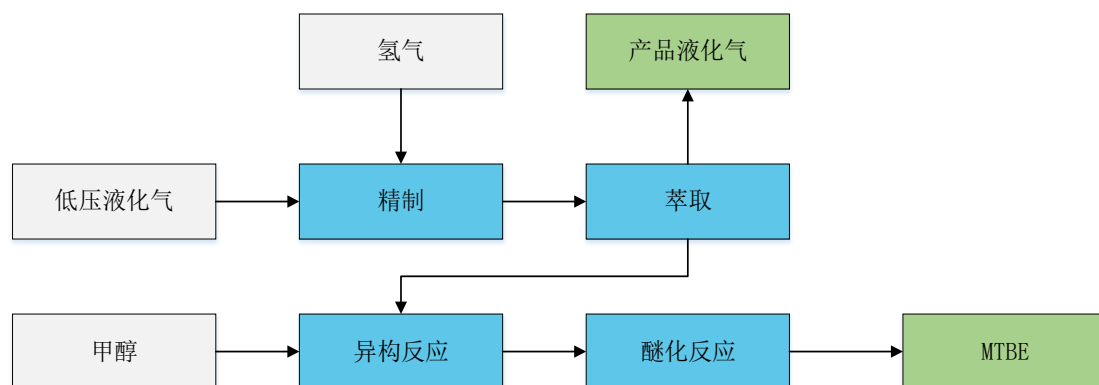 氢气
产品液化气
低压液化气
精制
萃取
甲醇
异构反应
醚化反应
MTBE